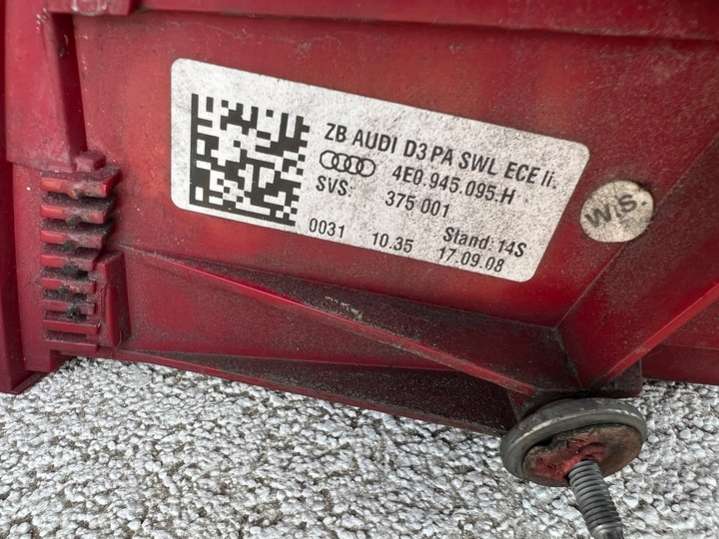 ZB AUDI D3 PA SWL ECE li.
4E0.945.095.H
SVS: 375 001
Stand: 14S
0031 10.35 17.09.08
W.S.